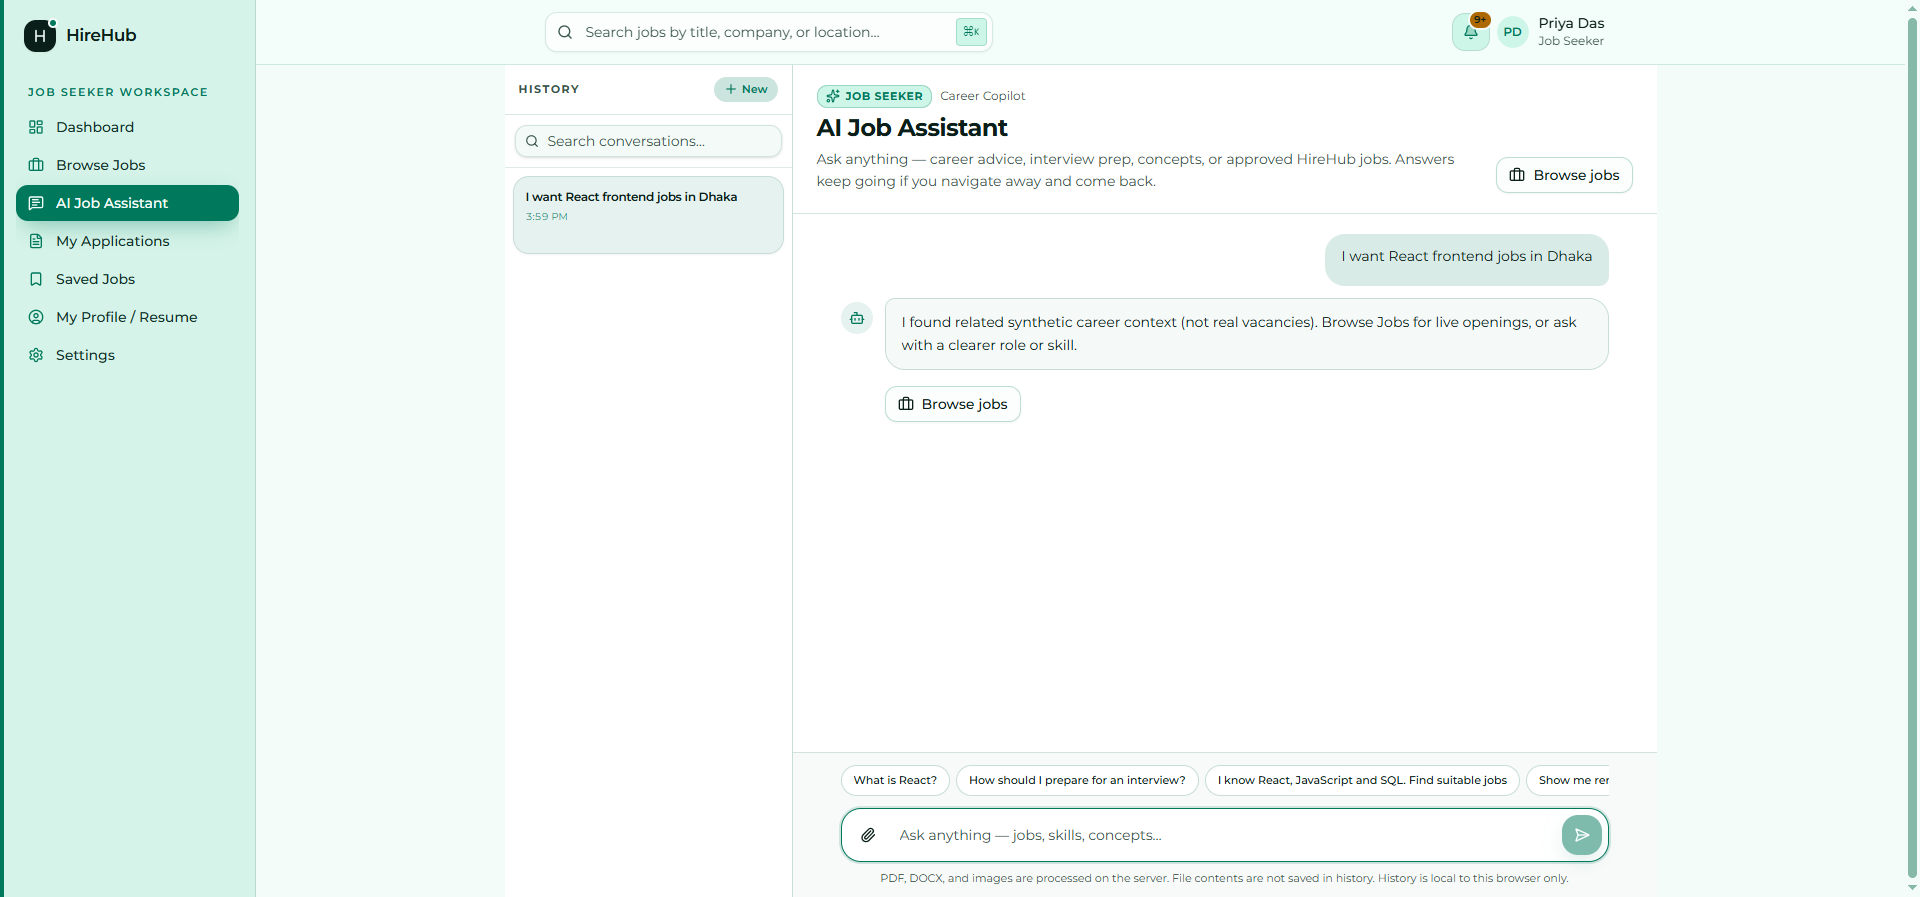 H HireHub
JOB SEEKER WORKSPACE
Dashboard
Browse Jobs
AI Job Assistant
My Applications
Saved Jobs
My Profile / Resume
Settings
Search jobs by title, company, or location...
⌘K
9+
PD
Priya Das
Job Seeker
HISTORY
+ New
Search conversations...
I want React frontend jobs in Dhaka
3:59 PM
JOB SEEKER Career Copilot
AI Job Assistant
Ask anything — career advice, interview prep, concepts, or approved HireHub jobs. Answers
keep going if you navigate away and come back.
Browse jobs
I want React frontend jobs in Dhaka
I found related synthetic career context (not real vacancies). Browse Jobs for live openings, or ask
with a clearer role or skill.
Browse jobs
What is React? How should I prepare for an interview? I know React, JavaScript and SQL. Find suitable jobs Show me
Ask anything — jobs, skills, concepts...
PDF, DOCX, and images are processed on the server. File contents are not saved in history. History is local to this browser only.